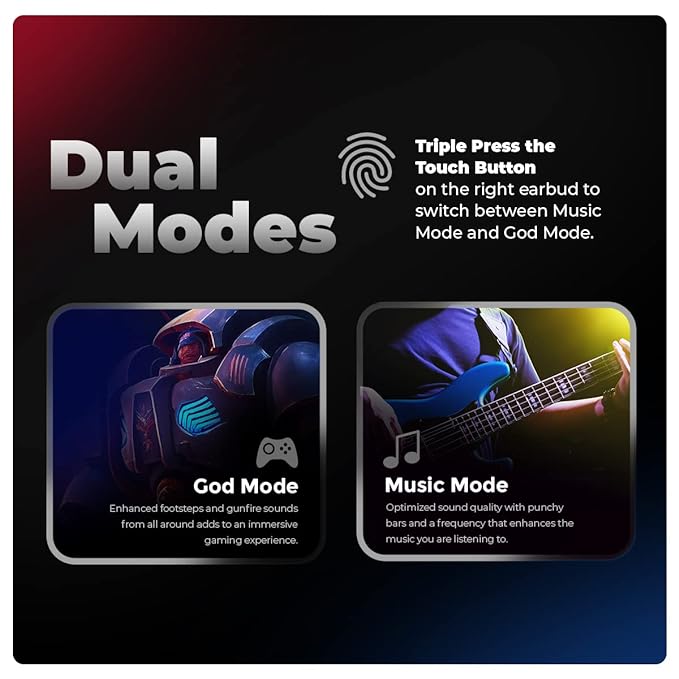 Dual
Modes
Triple Press the
Touch Button
on the right earbud to
switch between Music
Mode and God Mode.
God Mode
Enhanced footsteps and gunfire sounds
from all around adds to an immersive
gaming experience.
Music Mode
Optimized sound quality with punchy
bars and a frequency that enhances the
music you are listening to.